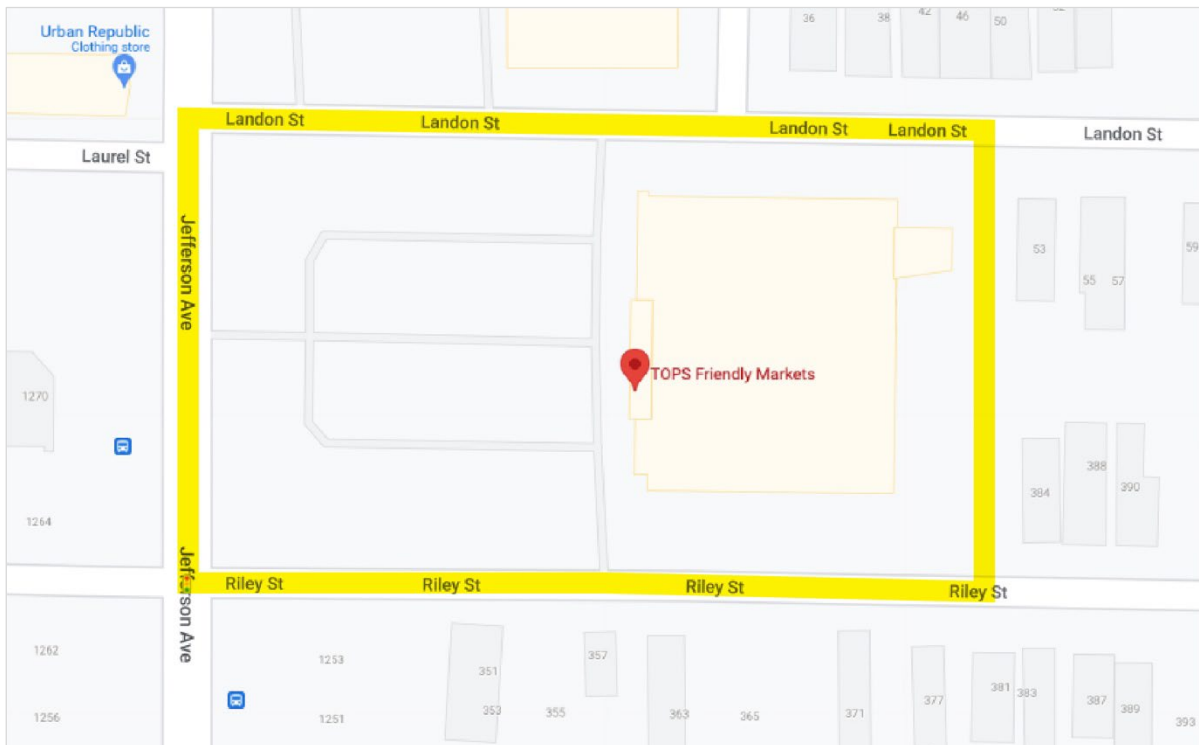 Urban Republic
Clothing store
36
38
42
46
50
Landon St
Landon St
Landon St
Landon St
Landon St
Laurel St
Jefferson Ave
53
55
57
59
TOPS Friendly Markets
1270
388
384
390
1264
Jefferson Ave
Riley St
Riley St
Riley St
Riley St
1262
1253
351
357
381
383
377
387
389
393
1256
1251
353
355
363
365
371